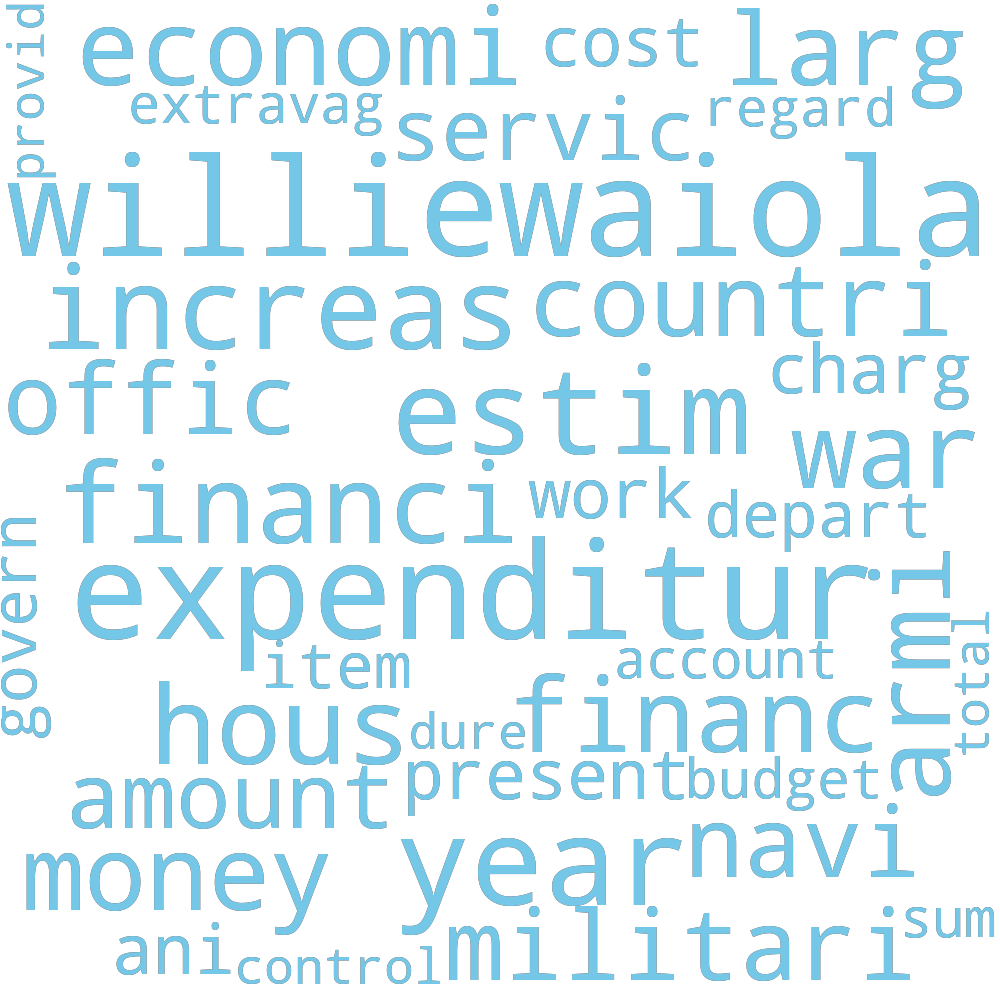 provid
economi cost larg
extravag servic regard
williewaiola
increas countri
offic estim charg
war
financi work depart
govern
expenditur armi
item account total
hous dure financ
amount present budget
money year navi
ani control militari sum